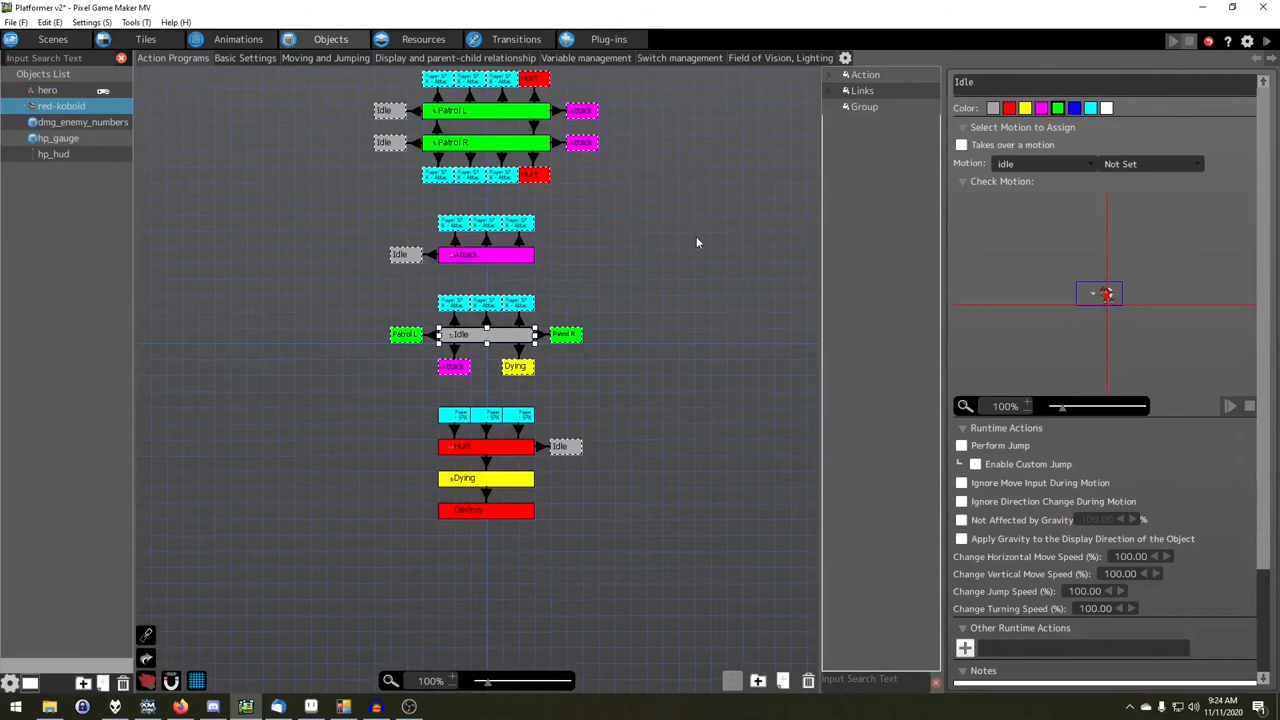 Platformer v2* - Pixel Game Maker MV
File (F) Edit (E) Settings (S) Tools (T) Help (H)
Scenes Tiles Animations Objects Resources Transitions Plug-ins
Input Search Text Action Programs Basic Settings Moving and Jumping Display and parent-child relationship Variable management Switch management Field of Vision, Lighting
Objects List
hero
red-kobold
dmg_enemy_numbers
hp_gauge
hp_hud
Hurt
Idle Patrol L Attack
Idle Patrol R Attack
Hurt
Idle Attack
Patrol L Idle Patrol R
Attack Dying
Hurt Idle
Dying
Destroy
100%
Action
Links
Group
Input Search Text
Idle
Color:
Select Motion to Assign
Takes over a motion
Motion: idle Not Set
Check Motion:
100%
Runtime Actions
Perform Jump
Enable Custom Jump
Ignore Move Input During Motion
Ignore Direction Change During Motion
Not Affected by Gravity 100.00 %
Apply Gravity to the Display Direction of the Object
Change Horizontal Move Speed (%): 100.00
Change Vertical Move Speed (%): 100.00
Change Jump Speed (%): 100.00
Change Turning Speed (%): 100.00
Other Runtime Actions
Notes
9:24 AM
11/11/2020